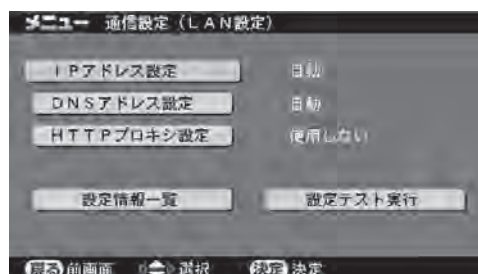 メニュー 通信設定（LAN設定）
IPアドレス設定 自動
DNSアドレス設定 自動
HTTPプロキシ設定 使用しない
設定情報一覧 設定テスト実行
戻る 前画面 選択 決定 決定